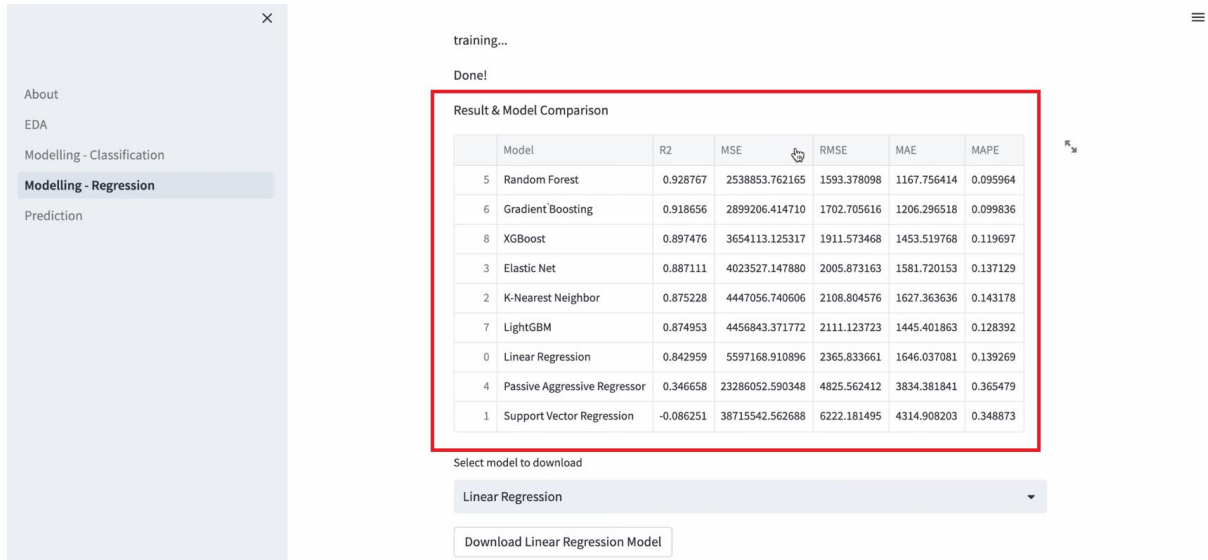 training...
Done!
About
EDA
Modelling - Classification
Modelling - Regression
Prediction
Result & Model Comparison
Model R2 MSE RMSE MAE MAPE
5 Random Forest 0.928767 2538853.762165 1593.378098 1167.756414 0.095964
6 Gradient Boosting 0.918656 2899206.414710 1702.705616 1206.296518 0.099836
8 XGBoost 0.897476 3654113.125317 1911.573468 1453.519768 0.119697
3 Elastic Net 0.887111 4023527.147880 2005.873163 1581.720153 0.137129
2 K-Nearest Neighbor 0.875228 4447056.740606 2108.804576 1627.363636 0.143178
7 LightGBM 0.874953 4456843.371772 2111.123723 1445.401863 0.128392
0 Linear Regression 0.842959 5597168.910896 2365.833661 1646.037081 0.139269
4 Passive Aggressive Regressor 0.346658 23286052.590348 4825.562412 3834.381841 0.365479
1 Support Vector Regression -0.086251 38715542.562688 6222.181495 4314.908203 0.348873
Select model to download
Linear Regression
Download Linear Regression Model